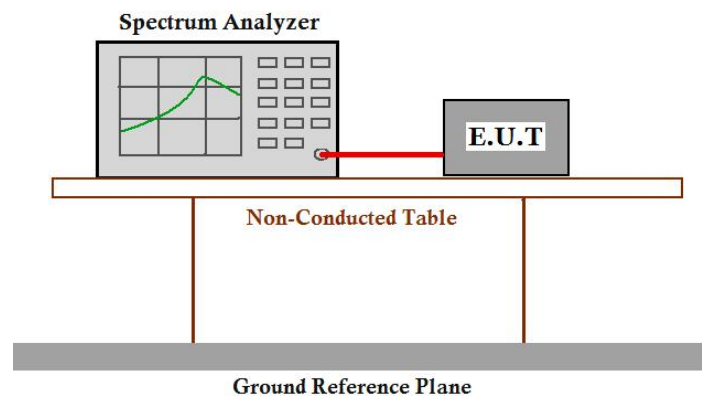 Spectrum Analyzer
E.U.T
Non-Conducted Table
Ground Reference Plane